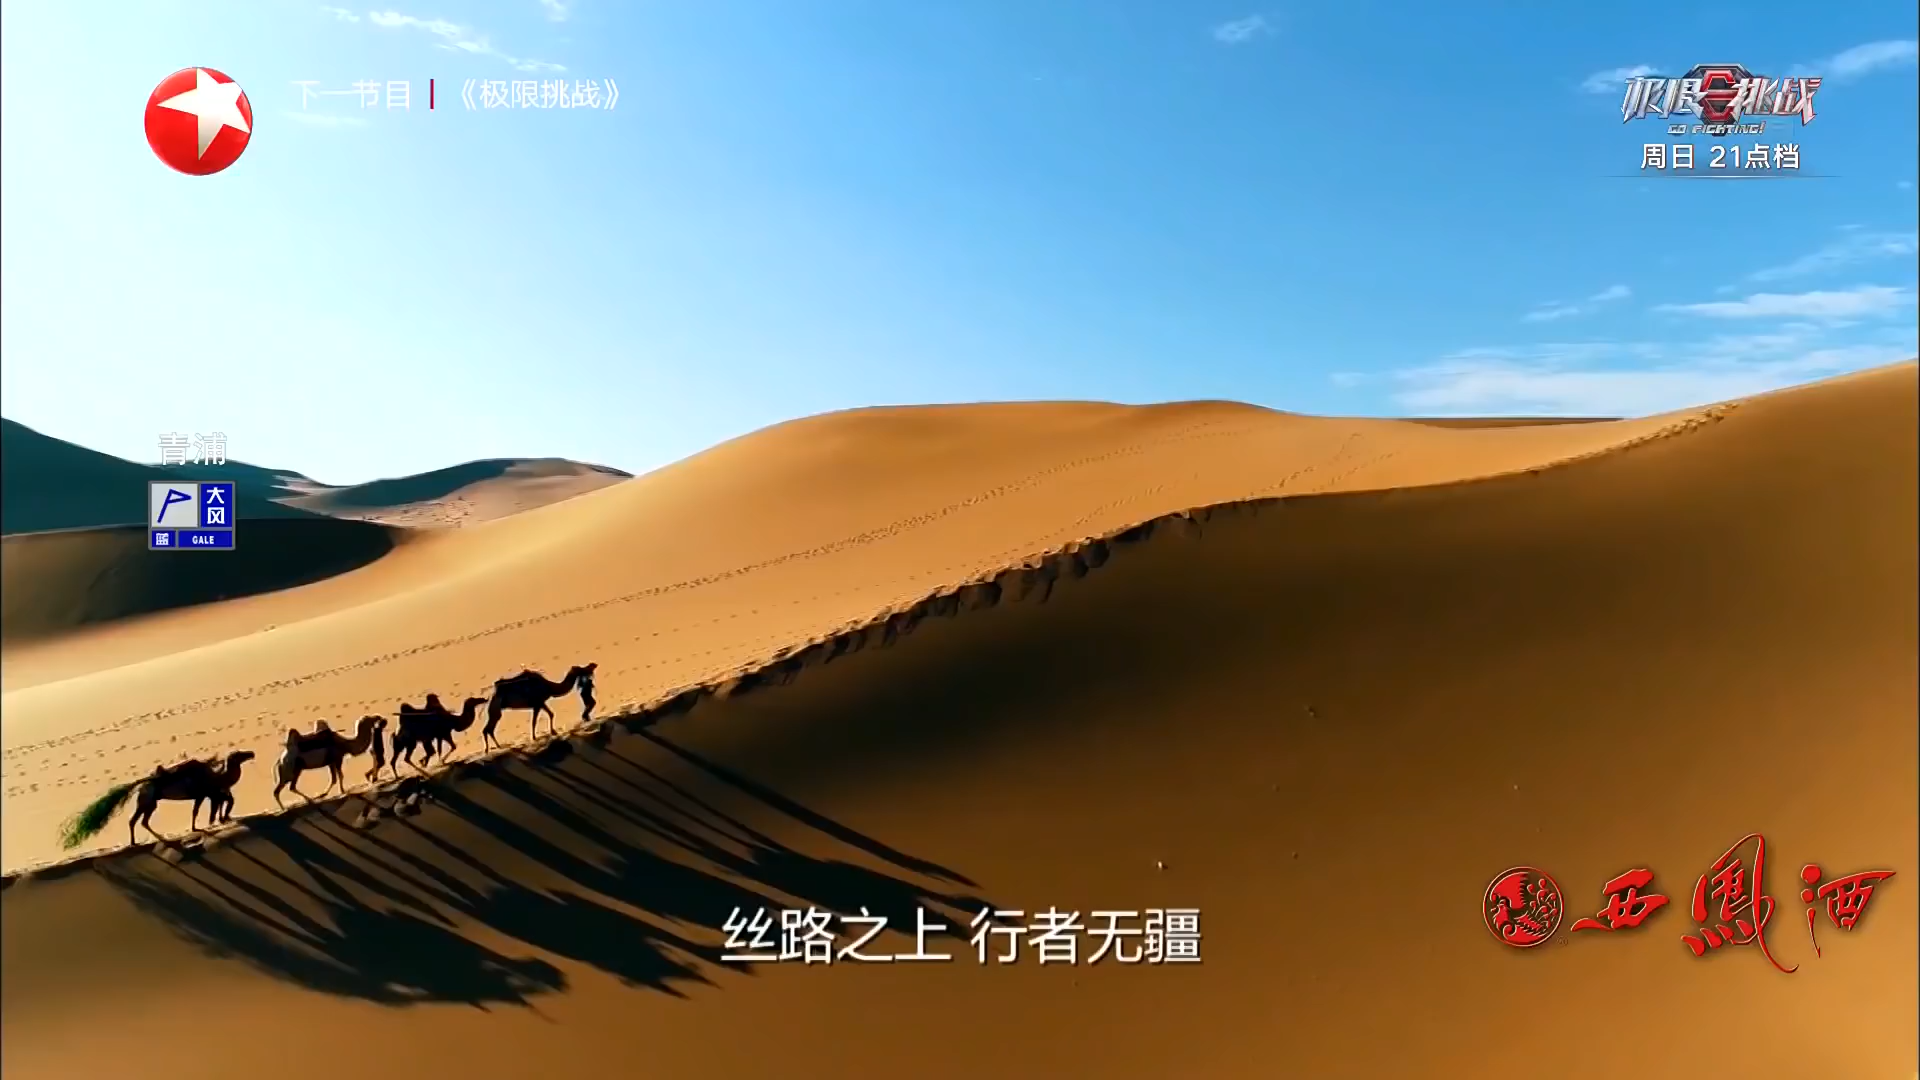 下一节目 | 《极限挑战》
极限挑战
GO FIGHTING!
周日 21点档
青浦
大风
蓝 GALE
丝路之上 行者无疆
西鳳酒